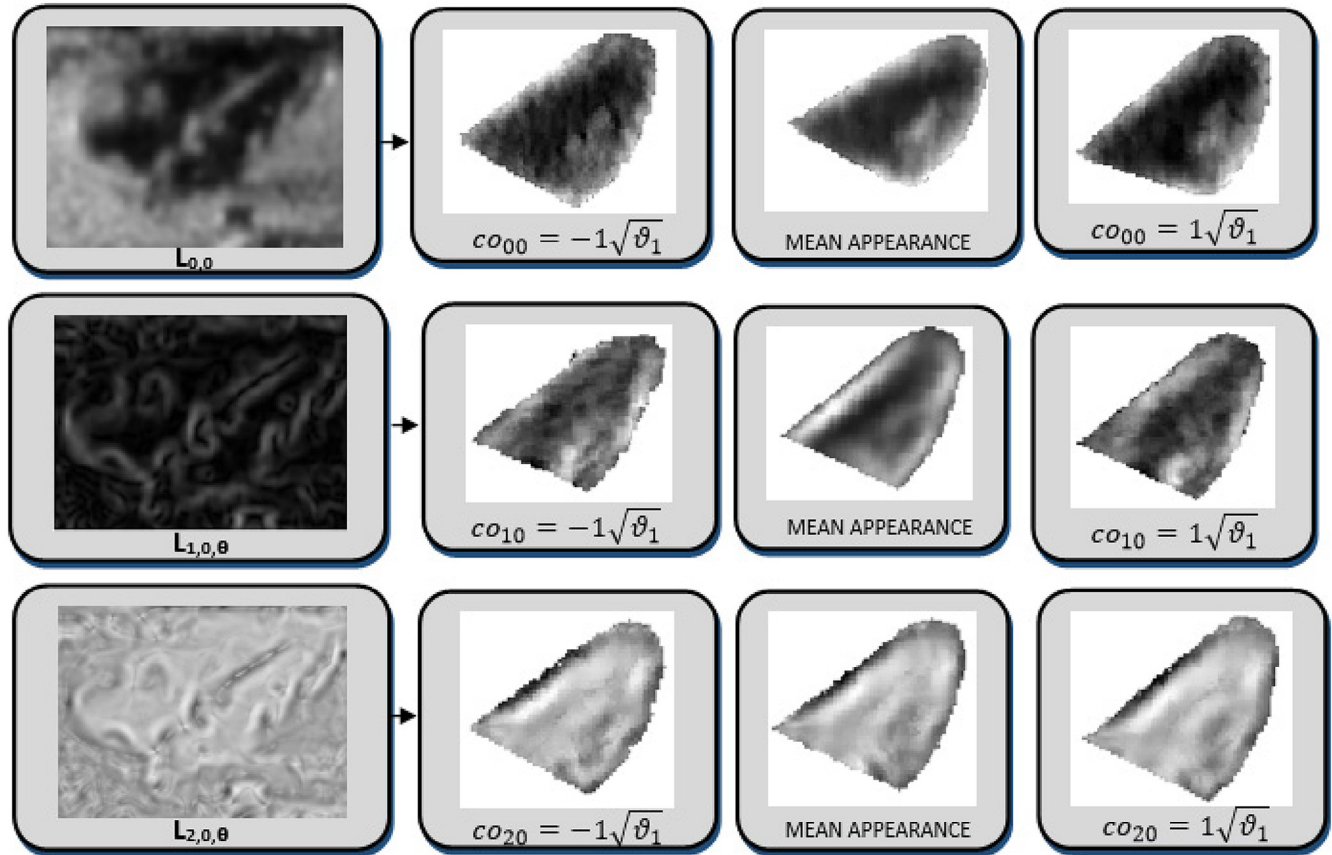 L0,0
co00 = −1√ϑ1
MEAN APPEARANCE
co00 = 1√ϑ1
L1,0,θ
co10 = −1√ϑ1
MEAN APPEARANCE
co10 = 1√ϑ1
L2,0,θ
co20 = −1√ϑ1
MEAN APPEARANCE
co20 = 1√ϑ1